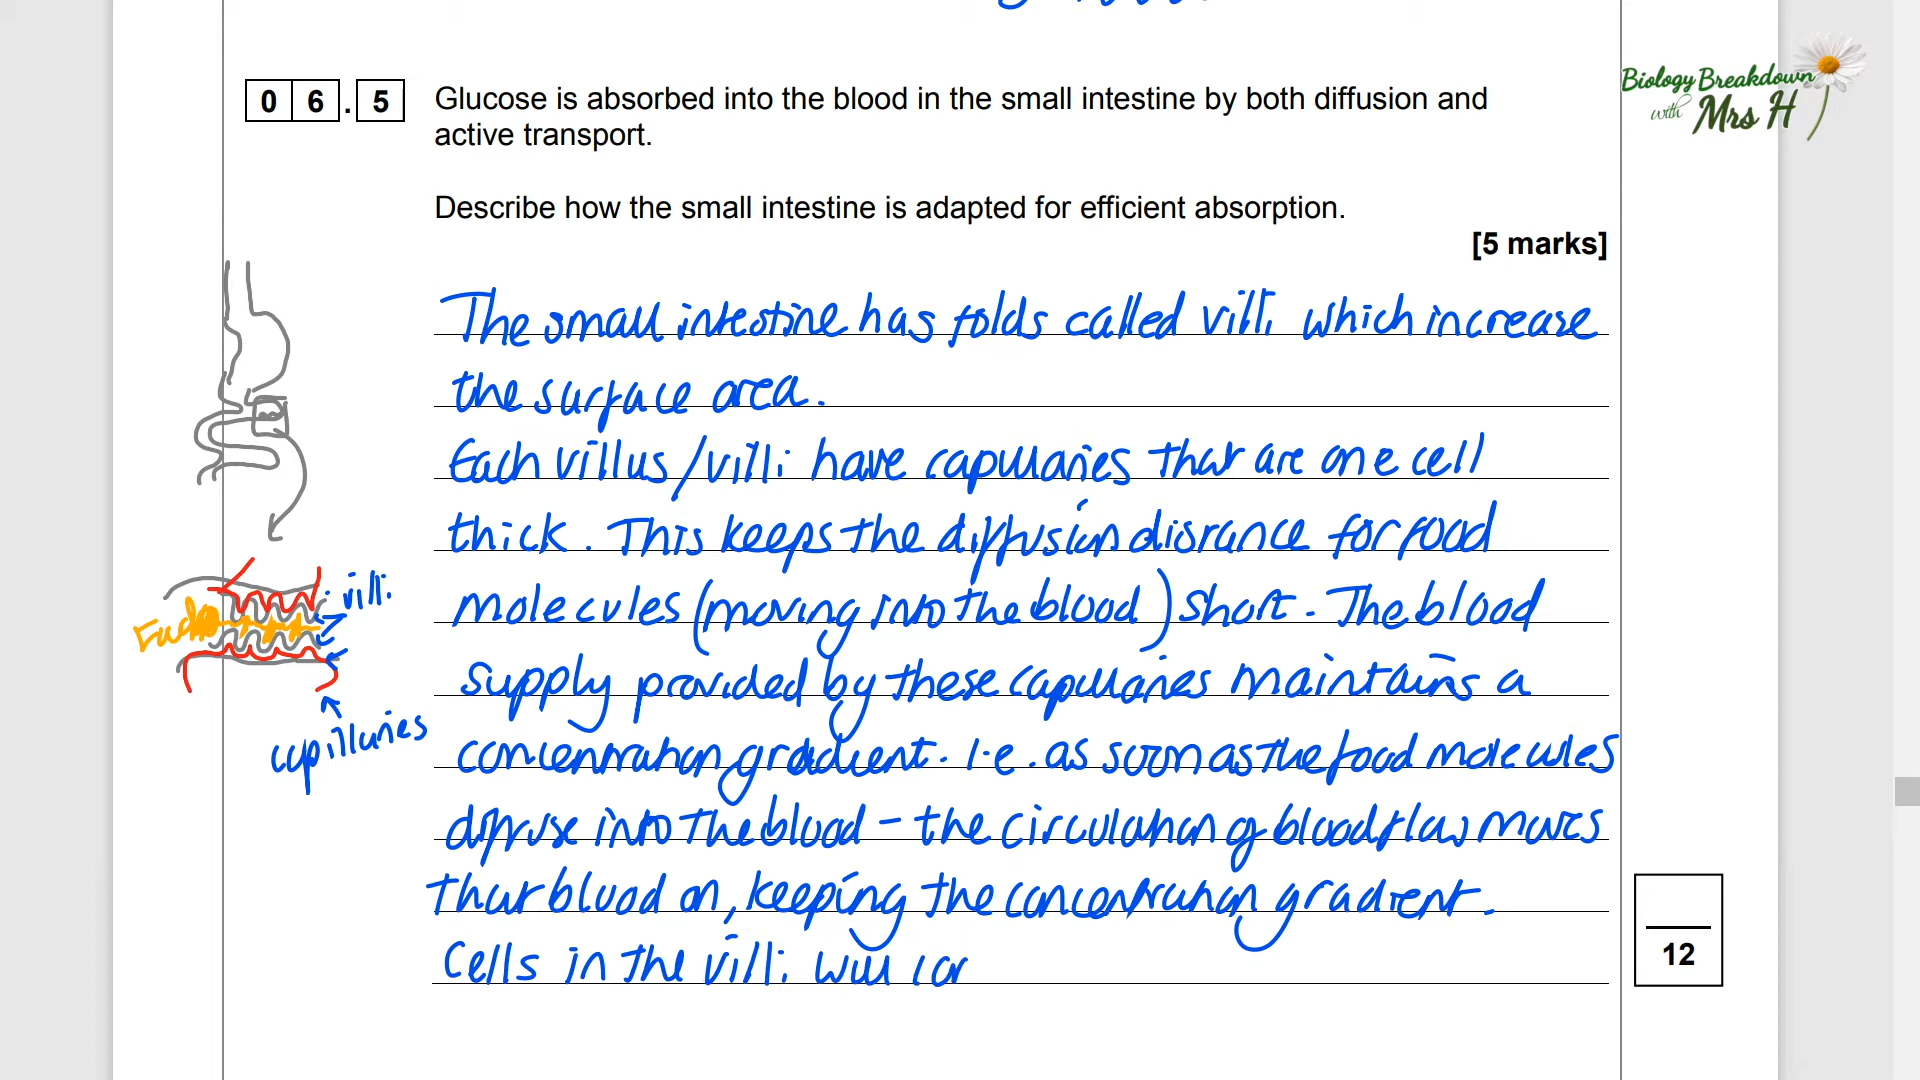 06.5 Glucose is absorbed into the blood in the small intestine by both diffusion and
active transport.
Describe how the small intestine is adapted for efficient absorption.
[5 marks]
Biology Breakdown
with Mrs H
The small intestine has folds called villi which increase
the surface area.
Each villus/villi have capillaries that are one cell
thick. This keeps the diffusion distance for food
molecules (moving into the blood) short. The blood
supply provided by these capillaries maintains a
concentration gradient. i.e. as soon as the food molecules
diffuse into the blood - the circulation of blood flow moves
that blood on, keeping the concentration gradient.
Cells in the villi will
villi
capillaries
12